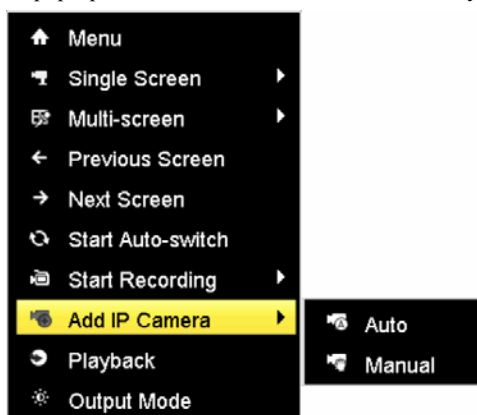 Menu
Single Screen
Multi-screen
Previous Screen
Next Screen
Start Auto-switch
Start Recording
Add IP Camera
Auto
Manual
Playback
Output Mode